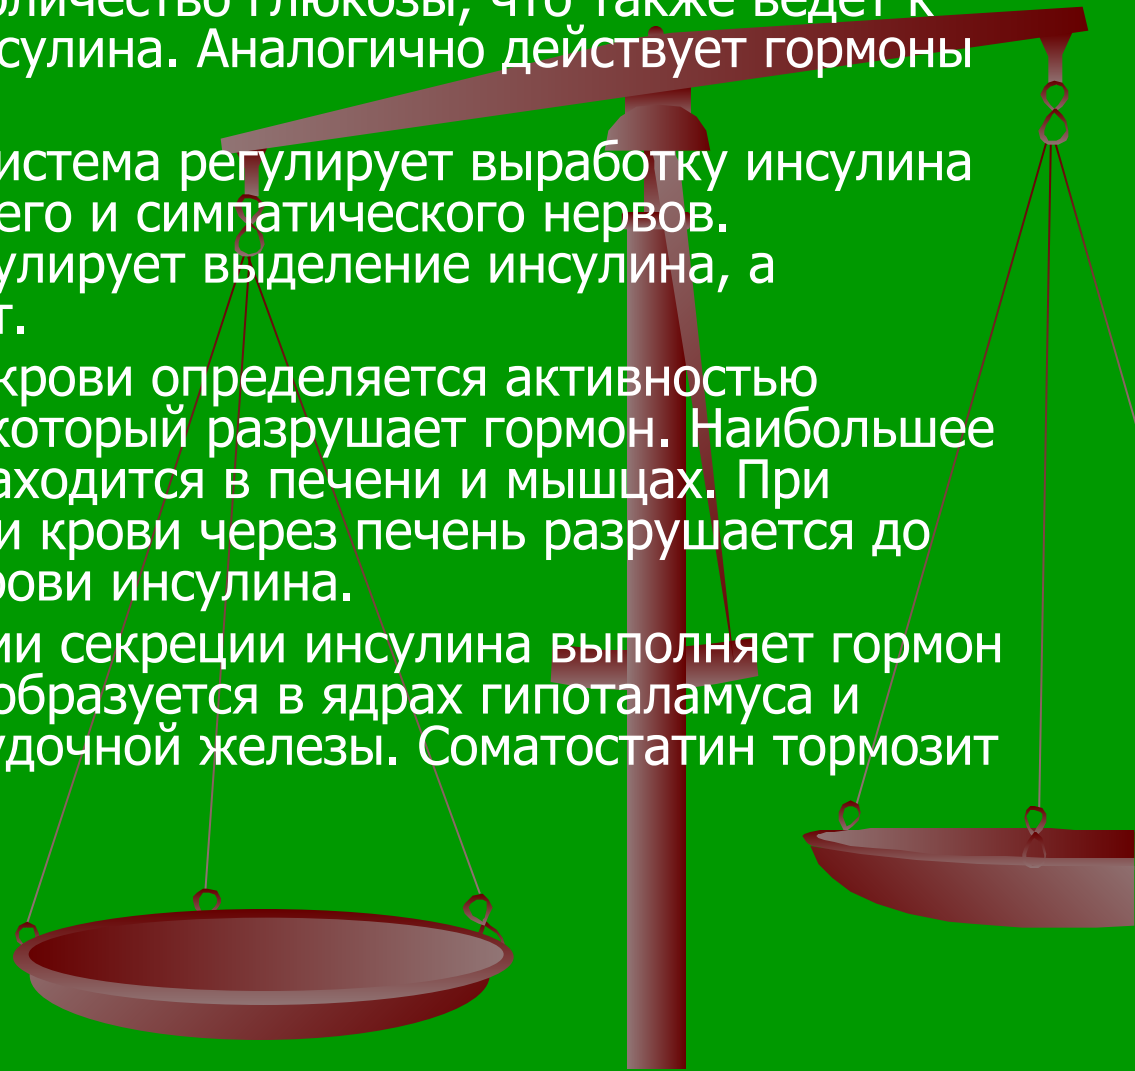 оличество глюкозы, что также ведет к
сулина. Аналогично действует гормоны
истема регулирует выработку инсулина
его и симпатического нервов.
улирует выделение инсулина, а
т.
крови определяется активностью
который разрушает гормон. Наибольшее
аходится в печени и мышцах. При
и крови через печень разрушается до
рови инсулина.
ии секреции инсулина выполняет гормон
образуется в ядрах гипоталамуса и
удочной железы. Соматостатин тормозит